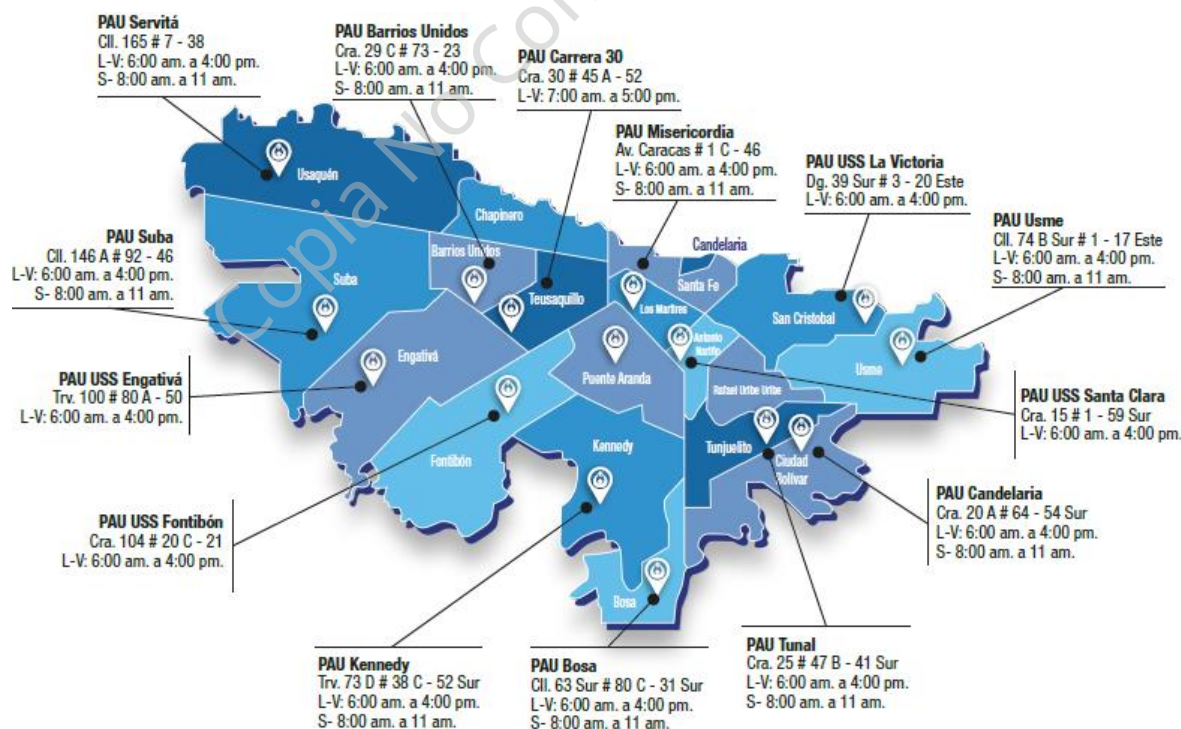 PAU Servitá
Cll. 165 # 7 - 38
L-V: 6:00 am. a 4:00 pm.
S- 8:00 am. a 11 am.
PAU Barrios Unidos
Cra. 29 C # 73 - 23
L-V: 6:00 am. a 4:00 pm.
S- 8:00 am. a 11 am.
PAU Carrera 30
Cra. 30 # 45 A - 52
L-V: 7:00 am. a 5:00 pm.
PAU Misericordia
Av. Caracas # 1 C - 46
L-V: 6:00 am. a 4:00 pm.
S- 8:00 am. a 11 am.
PAU USS La Victoria
Dg. 39 Sur # 3 - 20 Este
L-V: 6:00 am. a 4:00 pm.
PAU Usme
Cll. 74 B Sur # 1 - 17 Este
L-V: 6:00 am. a 4:00 pm.
S- 8:00 am. a 11 am.
PAU Suba
Cll. 146 A # 92 - 46
L-V: 6:00 am. a 4:00 pm.
S- 8:00 am. a 11 am.
PAU USS Engativá
Trv. 100 # 80 A - 50
L-V: 6:00 am. a 4:00 pm.
PAU USS Fontibón
Cra. 104 # 20 C - 21
L-V: 6:00 am. a 4:00 pm.
Usaquén
Chapinero
Barrios Unidos
Candelaria
Suba
Teusaquillo
Santa Fe
Los Martires
San Cristobal
Antonio
Nariño
Engativá
Puente Aranda
Usme
Rafael Uribe Uribe
Kennedy
Tunjuelito
Fontibón
Ciudad
Bolivar
Bosa
PAU USS Santa Clara
Cra. 15 # 1 - 59 Sur
L-V: 6:00 am. a 4:00 pm.
PAU Candelaria
Cra. 20 A # 64 - 54 Sur
L-V: 6:00 am. a 4:00 pm.
S- 8:00 am. a 11 am.
PAU Kennedy
Trv. 73 D # 38 C - 52 Sur
L-V: 6:00 am. a 4:00 pm.
S- 8:00 am. a 11 am.
PAU Bosa
Cll. 63 Sur # 80 C - 31 Sur
L-V: 6:00 am. a 4:00 pm.
S- 8:00 am. a 11 am.
PAU Tunal
Cra. 25 # 47 B - 41 Sur
L-V: 6:00 am. a 4:00 pm.
S- 8:00 am. a 11 am.
Copia No